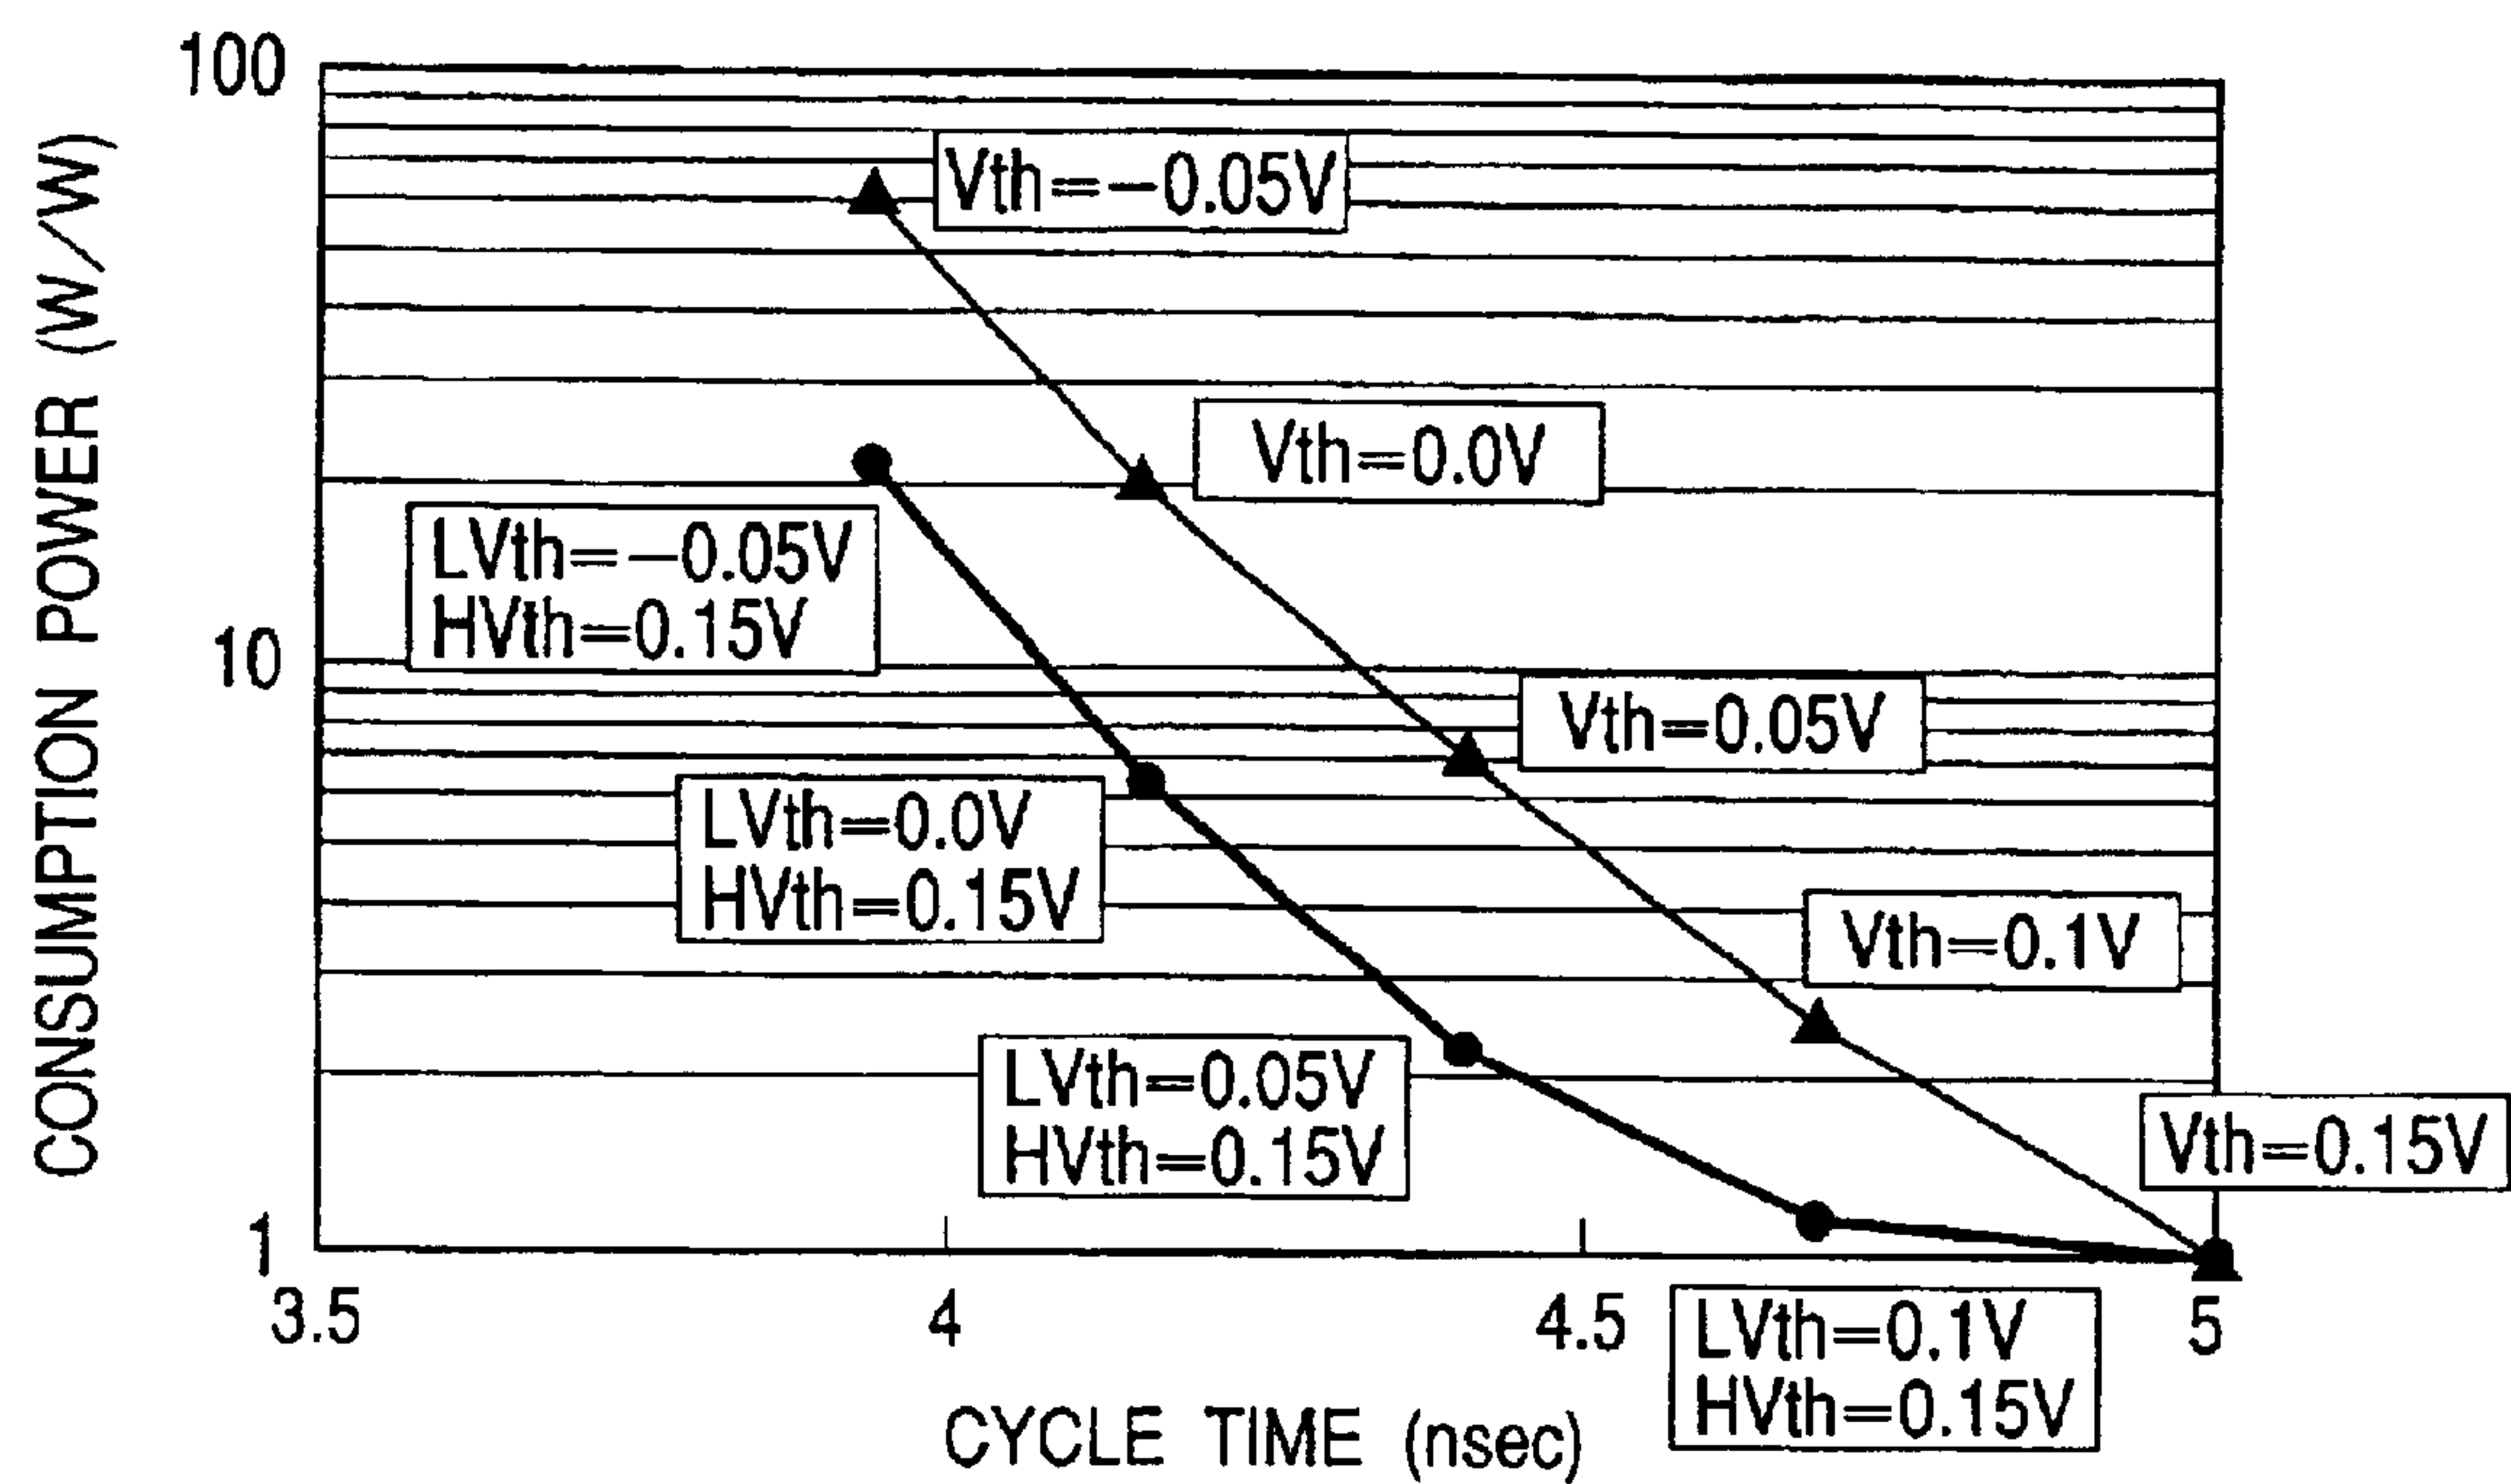 100
Vth=−0.05V
Vth=0.0V
LVth=−0.05V
HVth=0.15V
10
Vth=0.05V
LVth=0.0V
HVth=0.15V
Vth=0.1V
LVth=0.05V
HVth=0.15V
Vth=0.15V
1
3.5
4
4.5
5
LVth=0.1V
HVth=0.15V
CYCLE TIME (nsec)
CONSUMPTION POWER (W/W)